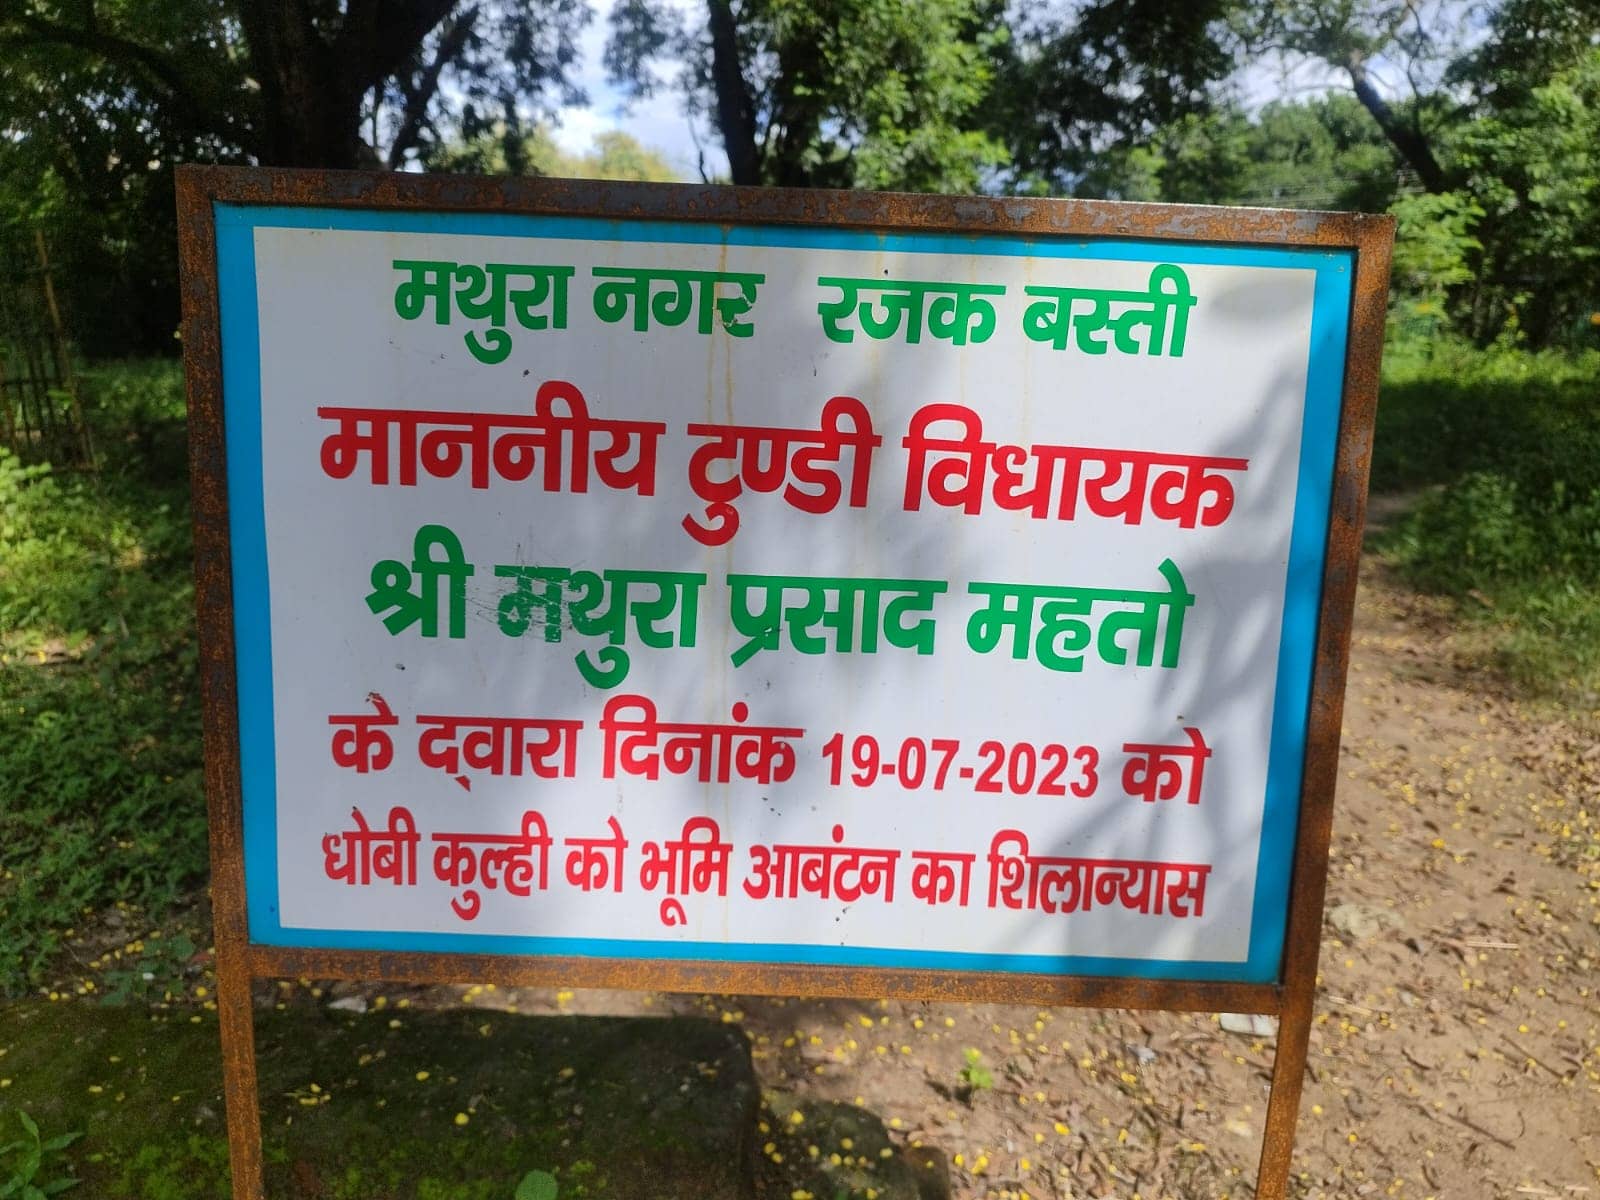 मथुरा नगर रजक बस्ती
माननीय टुण्डी विधायक
श्री मथुरा प्रसाद महतो
के द्वारा दिनांक 19-07-2023 को
धोबी कुल्ही को भूमि आबंटन का शिलान्यास